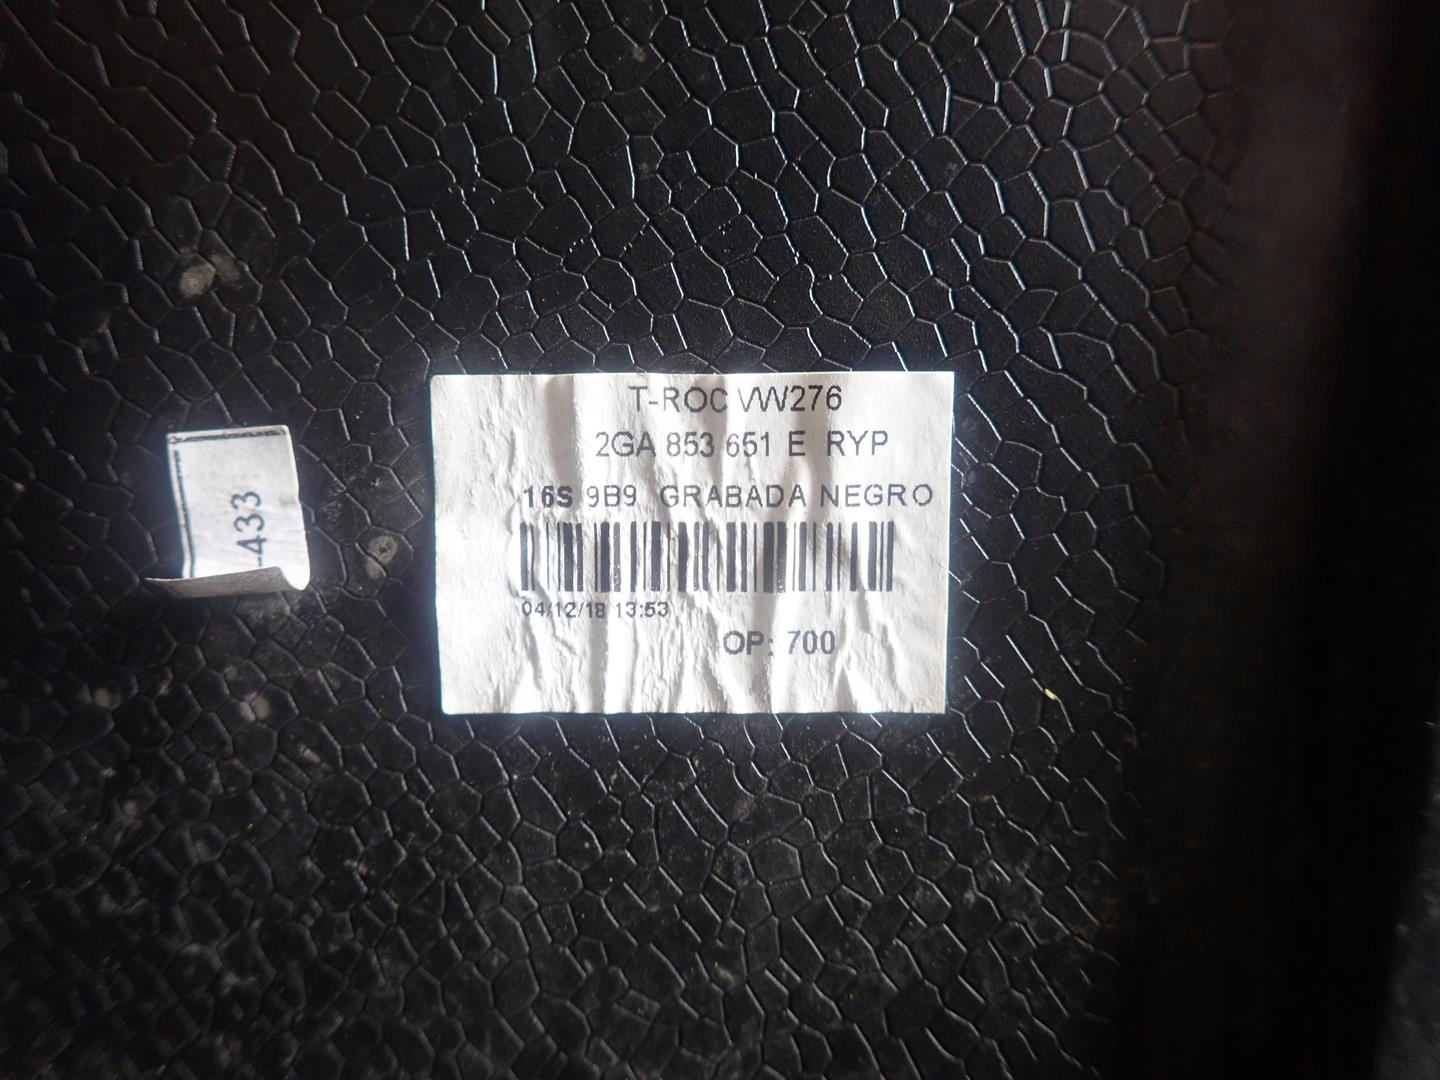 T-ROC VW276
2GA 853 651 E RYP
16S 9B9 GRABADA NEGRO
04/12/18 13:53
OP: 700
-433